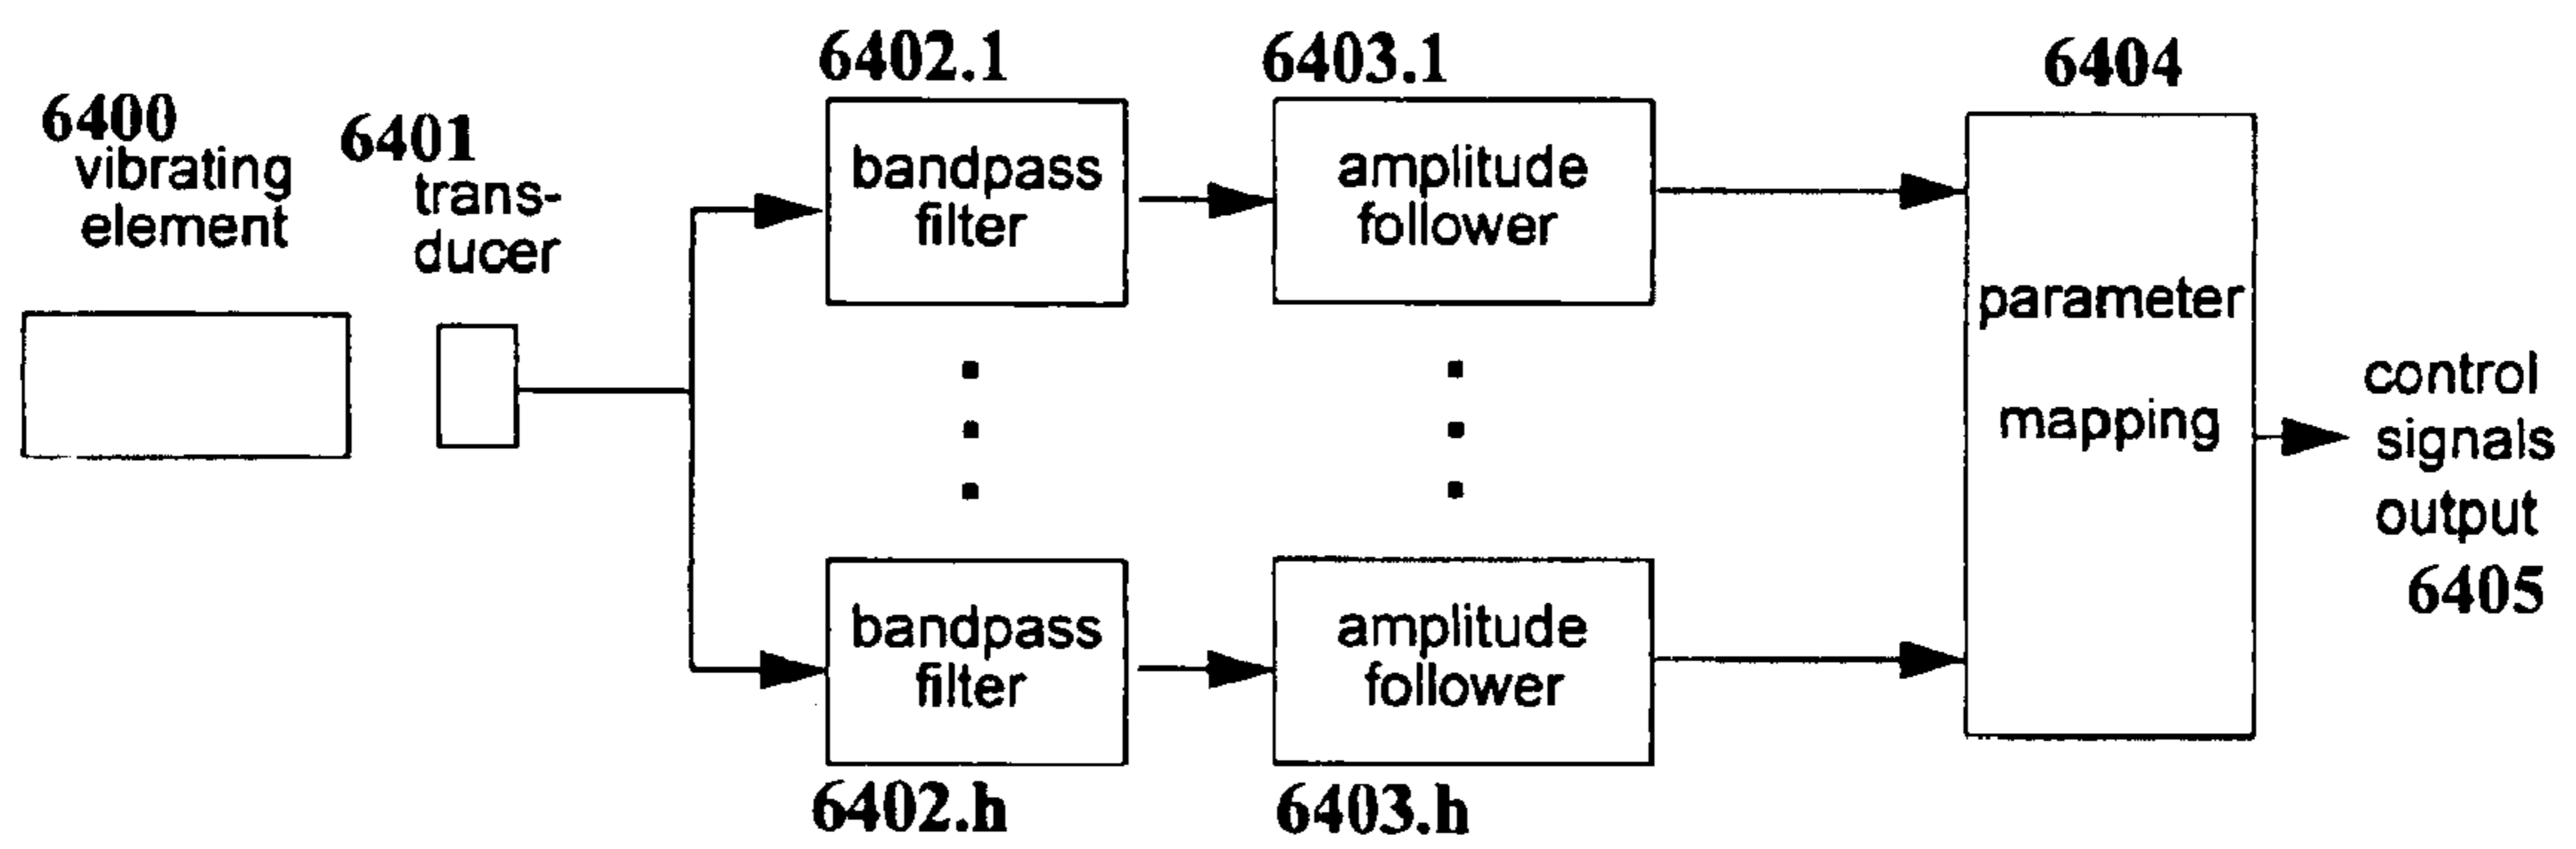 6400
vibrating
element
6401
trans-
ducer
6402.1
bandpass
filter
6403.1
amplitude
follower
6404
parameter
mapping
control
signals
output
6405
bandpass
filter
6402.h
amplitude
follower
6403.h